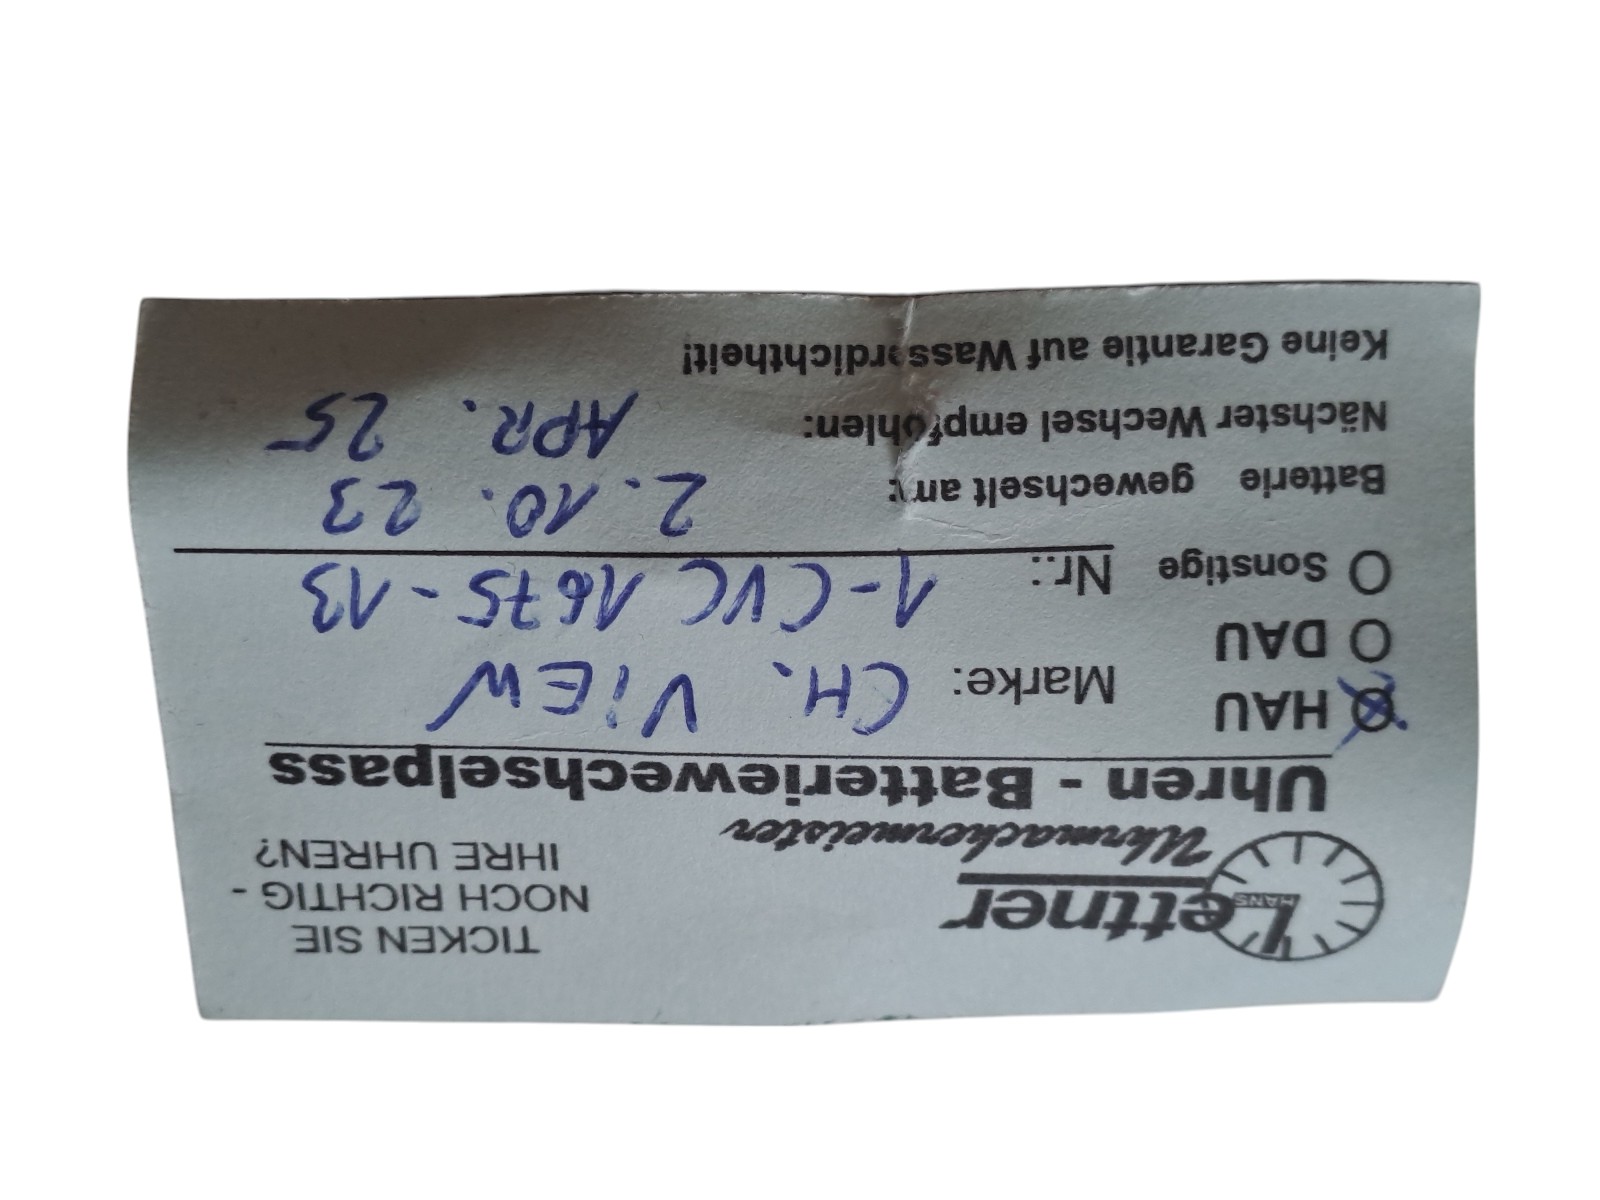 Lettner
HANS
Uhrmachermeister
TICKEN SIE
NOCH RICHTIG -
IHRE UHREN?
Uhren - Batteriewechselpass
HAU Marke: CH. ViEW
DAU
Sonstige Nr.: 1-CVC 1675-13
Batterie gewechselt am: 2. 10. 23
Nächster Wechsel empfohlen: APR. 25
Keine Garantie auf Wasserdichtheit!